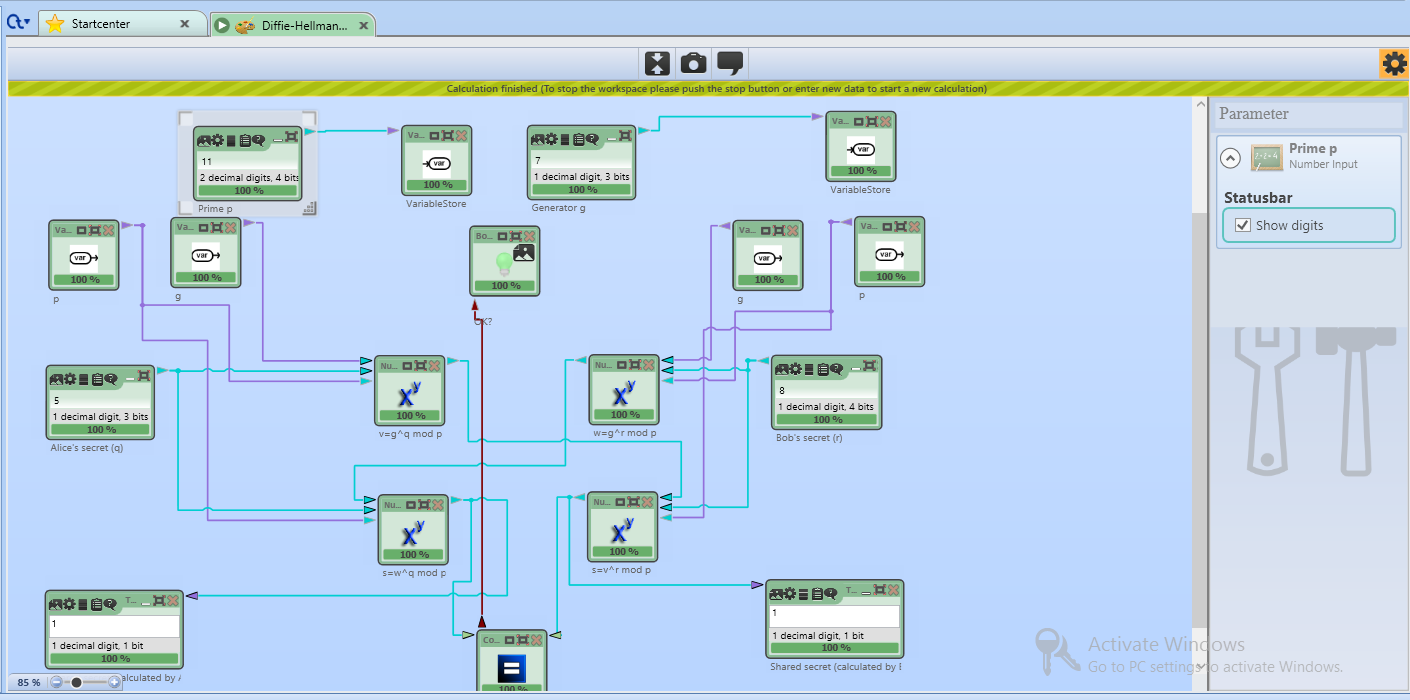 Startcenter
Diffie-Hellman...
Calculation finished (To stop the workspace please push the stop button or enter new data to start a new calculation)
Parameter
Prime p
Number Input
Statusbar
Show digits
11
2 decimal digits, 4 bits
100 %
Prime p
Va...
var
100 %
VariableStore
7
1 decimal digit, 3 bits
100 %
Generator g
Va...
var
100 %
VariableStore
Va...
var
100 %
p
Va...
var
100 %
g
Bo...
100 %
OK?
Va...
var
100 %
g
Va...
var
100 %
p
5
1 decimal digit, 3 bits
100 %
Alice's secret (q)
Nu...
X^y
100 %
v=g^q mod p
Nu...
X^y
100 %
w=g^r mod p
8
1 decimal digit, 4 bits
100 %
Bob's secret (r)
Nu...
X^y
100 %
s=w^q mod p
Nu...
X^y
100 %
s=v^r mod p
T...
1
1 decimal digit, 1 bit
100 %
calculated by
Co...
=
100 %
T...
1
1 decimal digit, 1 bit
100 %
Shared secret (calculated by
Activate Windows
Go to PC settings to activate Windows.
85 %